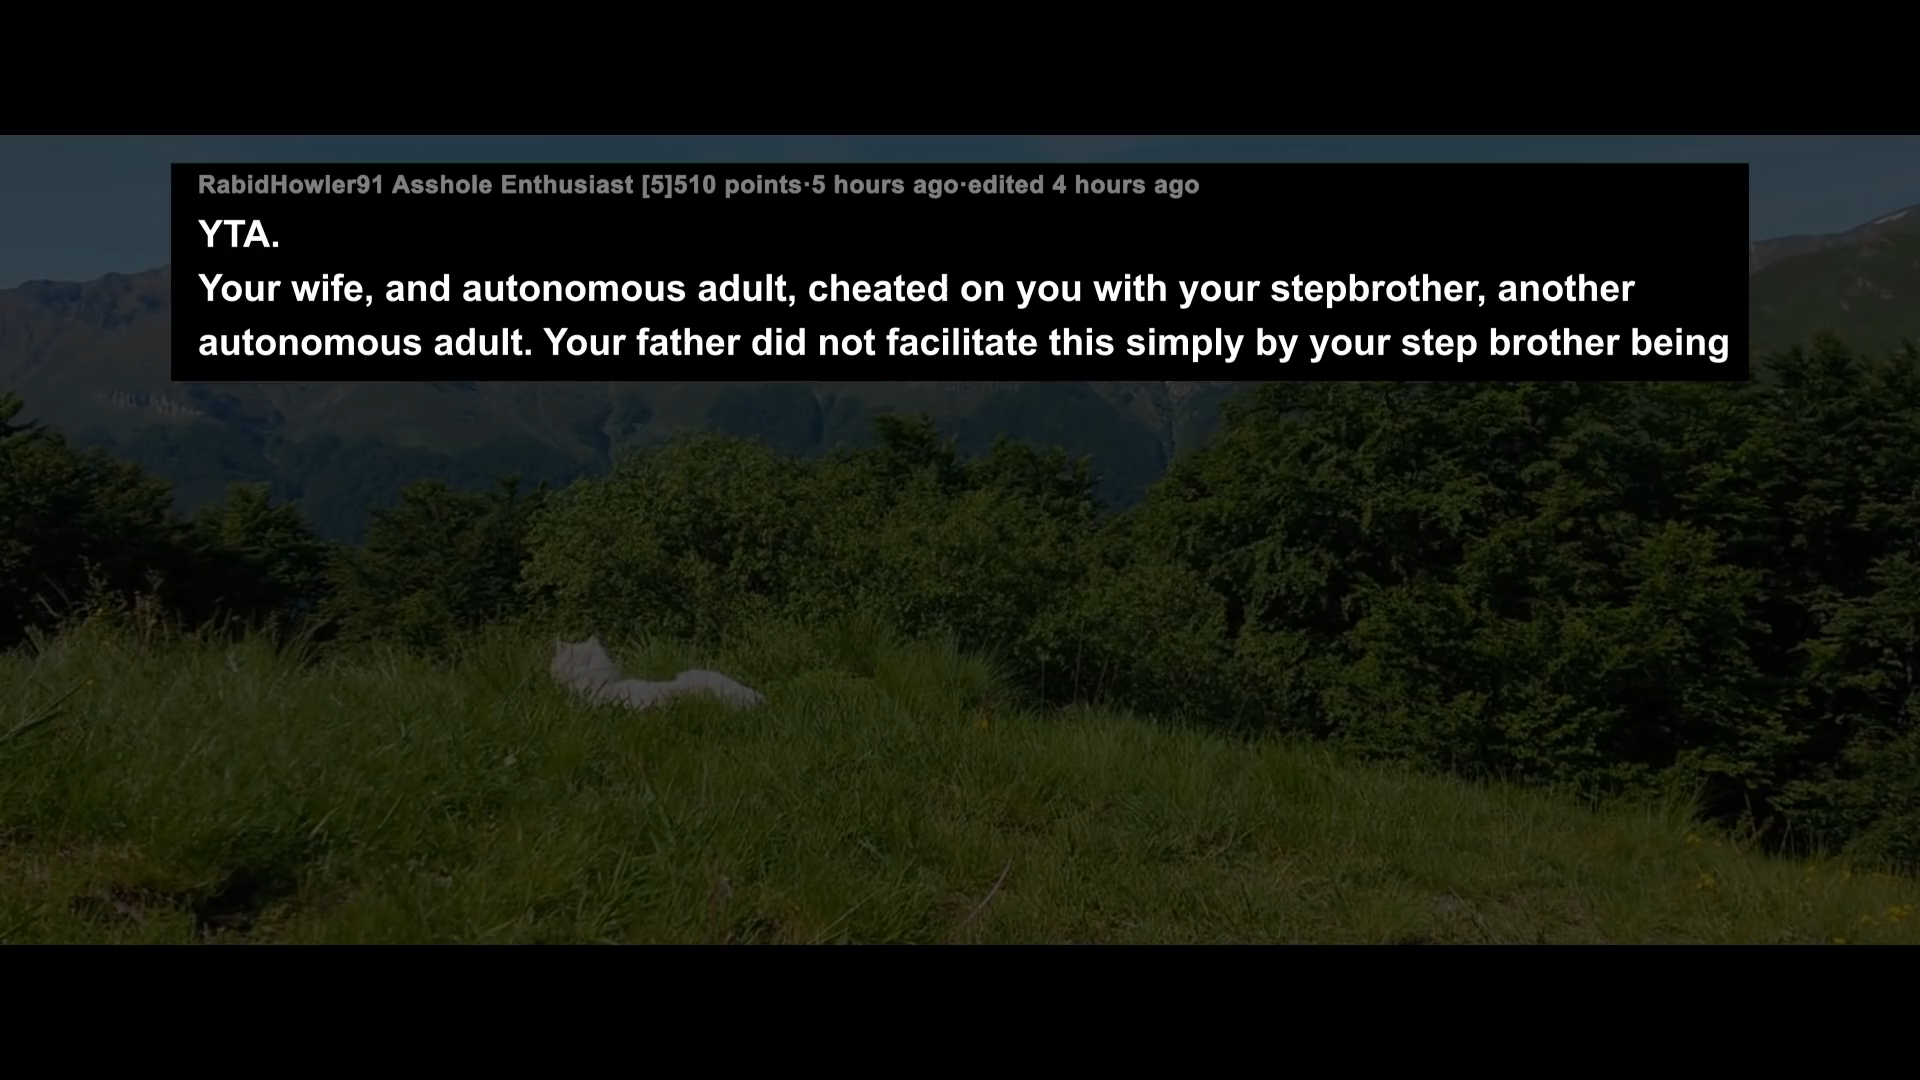 RabidHowler91 Asshole Enthusiast [5]510 points·5 hours ago·edited 4 hours ago
YTA.
Your wife, and autonomous adult, cheated on you with your stepbrother, another
autonomous adult. Your father did not facilitate this simply by your step brother being